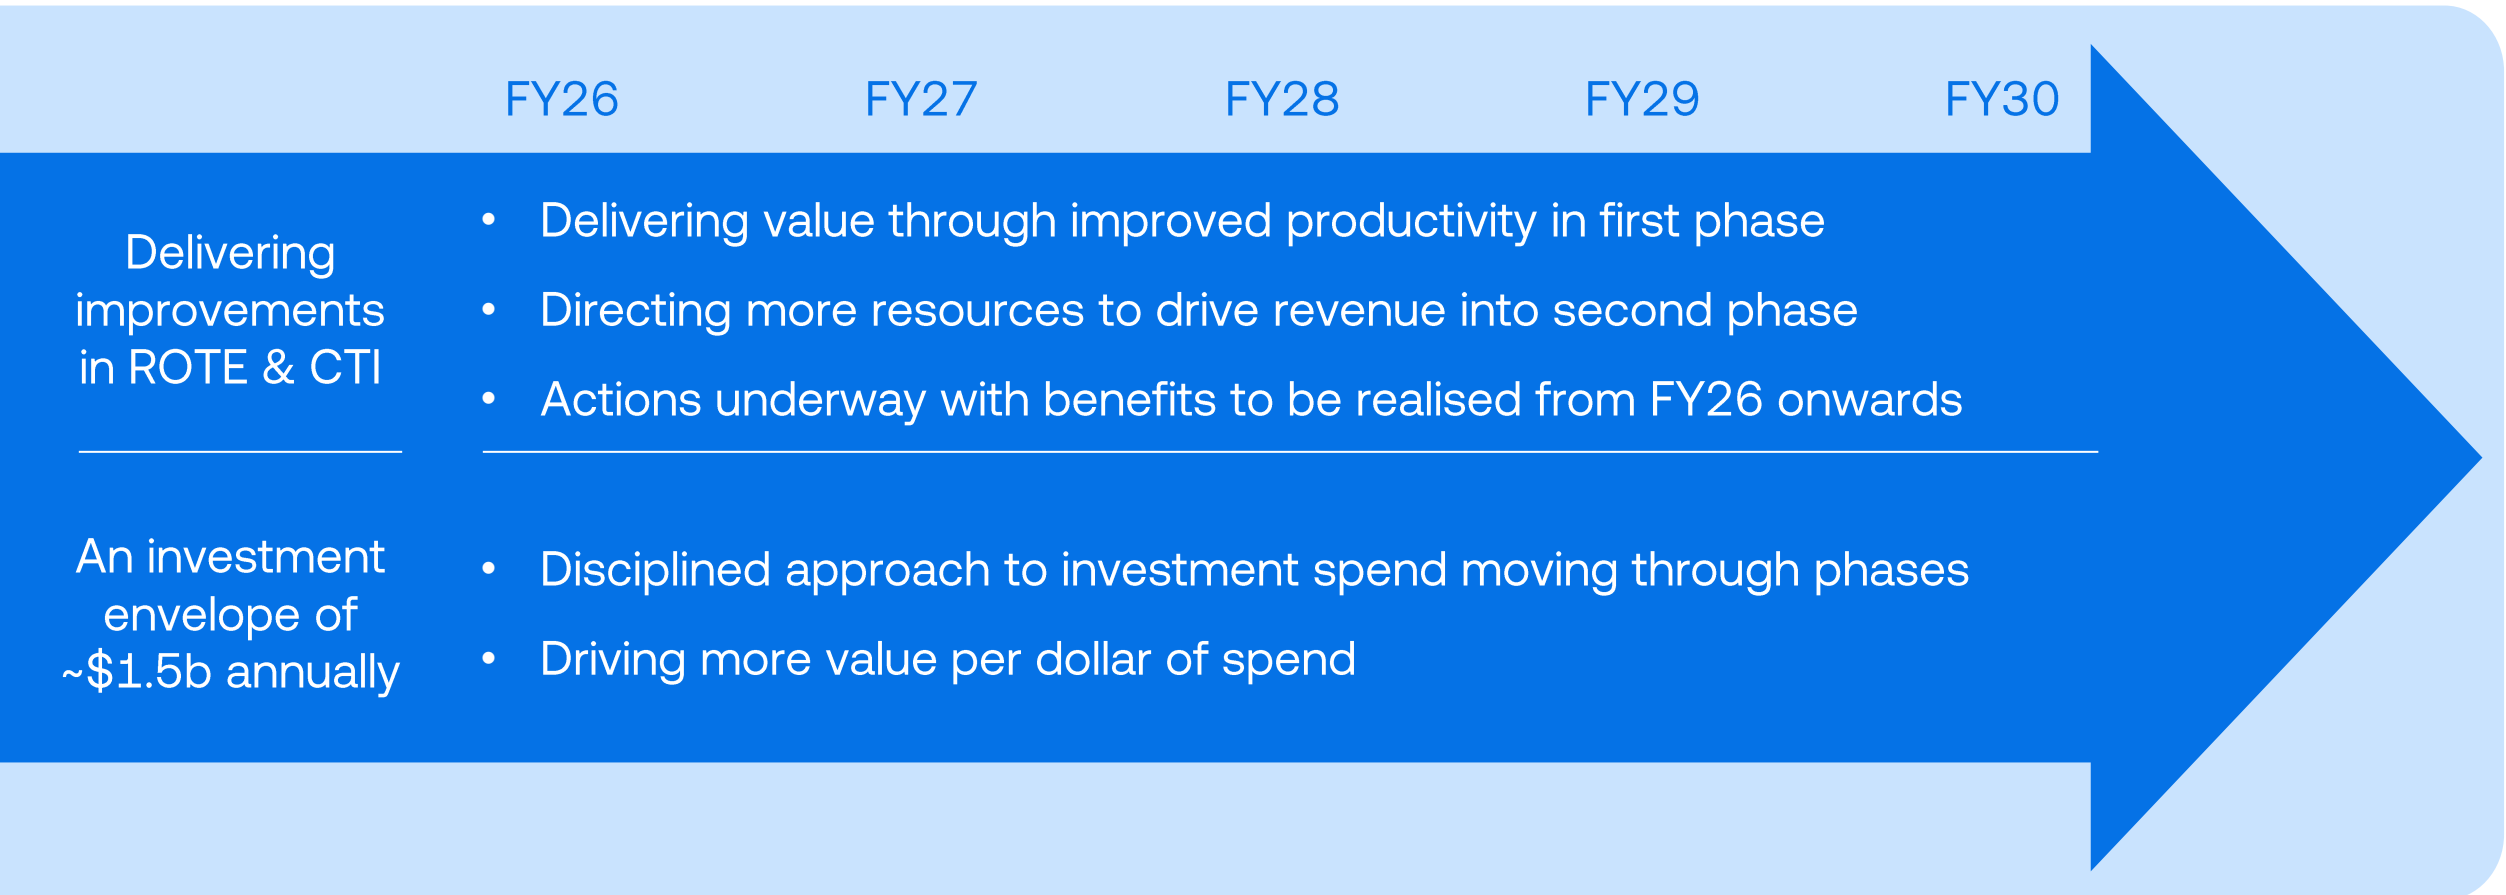 FY26 FY27 FY28 FY29 FY30
Delivering
improvements
in ROTE & CTI
• Delivering value through improved productivity in first phase
• Directing more resources to drive revenue into second phase
• Actions underway with benefits to be realised from FY26 onwards
An investment
envelope of
~$1.5b annually
• Disciplined approach to investment spend moving through phases
• Driving more value per dollar of spend